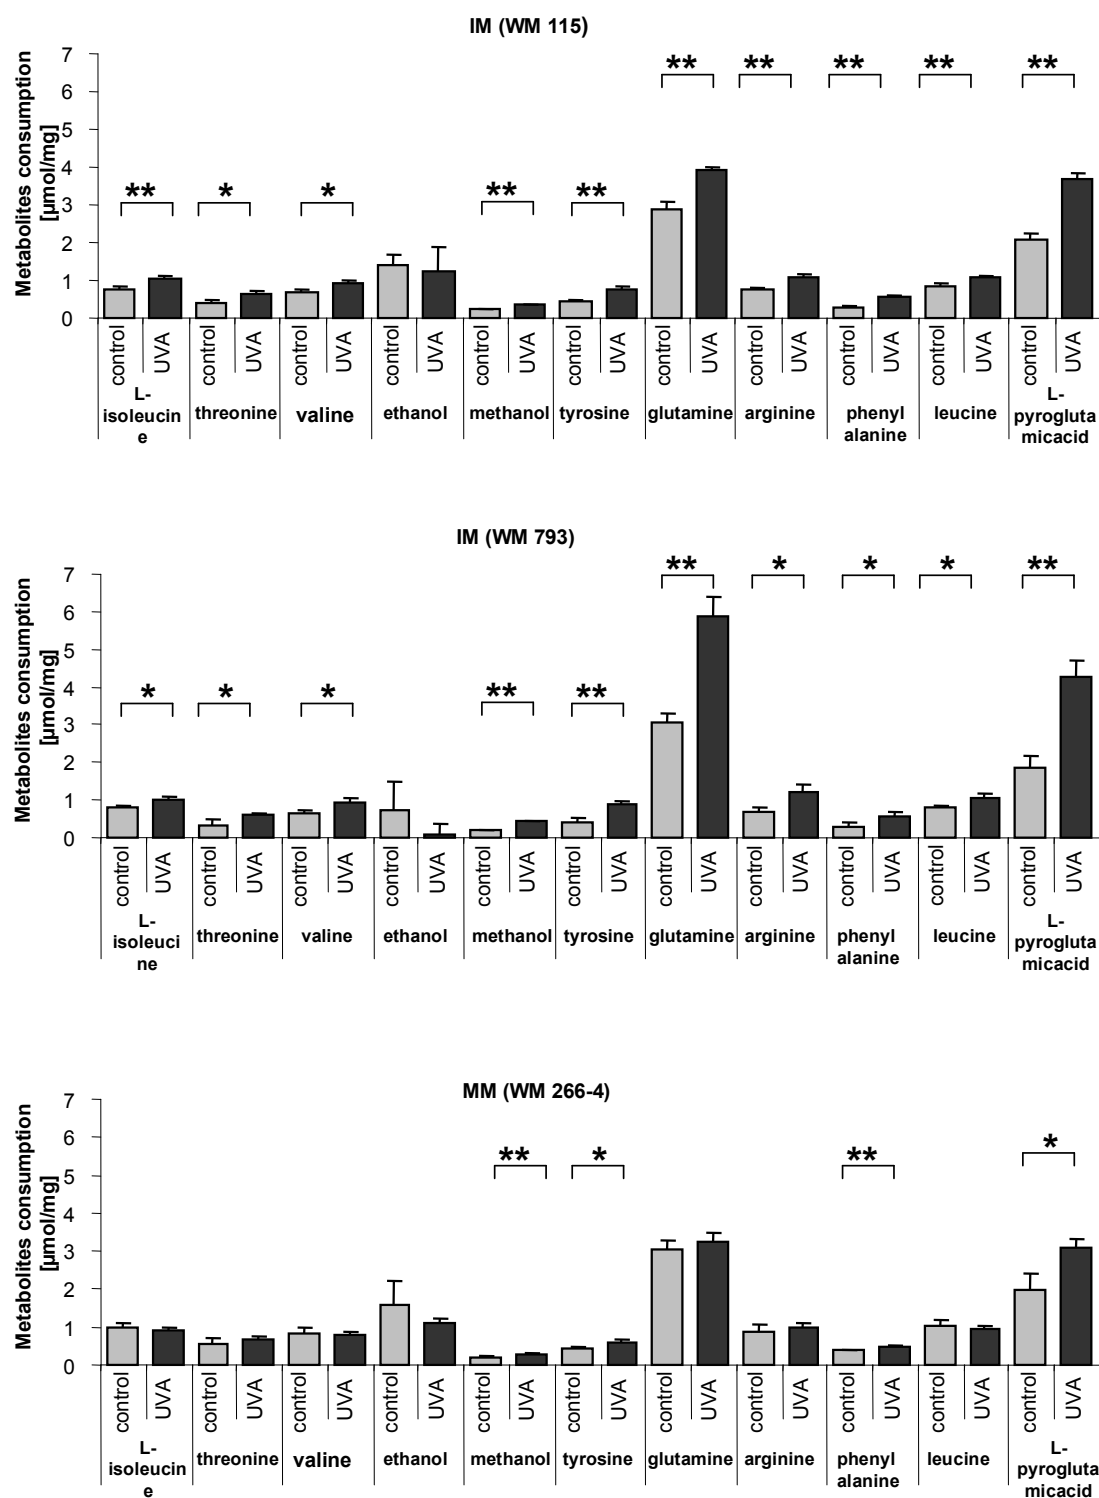 IM (WM 115)
Metabolites consumption
[µmol/mg]
7
6
5
4
3
2
1
0
** * * ** ** ** ** ** ** **
control UVA control UVA control UVA control UVA control UVA control UVA control UVA control UVA control UVA control UVA control UVA
L-
isoleucin
e
threonine
valine
ethanol
methanol
tyrosine
glutamine
arginine
phenyl
alanine
leucine
L-
pyrogluta
micacid
IM (WM 793)
Metabolites consumption
[µmol/mg]
7
6
5
4
3
2
1
0
* * * ** ** ** * * * **
control UVA control UVA control UVA control UVA control UVA control UVA control UVA control UVA control UVA control UVA control UVA
L-
isoleuci
ne
threonine
valine
ethanol
methanol
tyrosine
glutamine
arginine
phenyl
alanine
leucine
L-
pyrogluta
micacid
MM (WM 266-4)
Metabolites consumption
[µmol/mg]
7
6
5
4
3
2
1
0
** * ** *
control UVA control UVA control UVA control UVA control UVA control UVA control UVA control UVA control UVA control UVA control UVA
L-
isoleucin
e
threonine
valine
ethanol
methanol
tyrosine
glutamine
arginine
phenyl
alanine
leucine
L-
pyrogluta
micacid